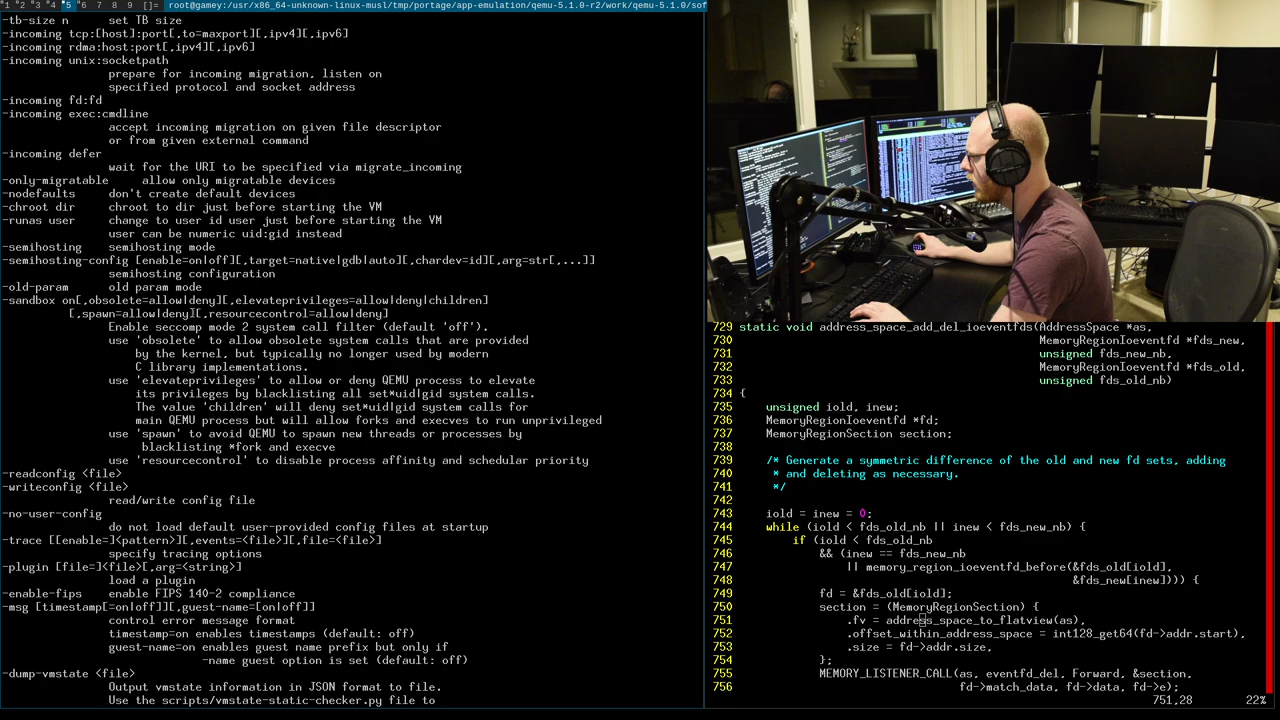 1 2 3 4 5 6 7 8 9 []= root@gamey:/usr/x86_64-unknown-linux-musl/tmp/portage/app-emulation/qemu-5.1.0-r2/work/qemu-5.1.0/sof
-tb-size n set TB size
-incoming tcp:[host]:port[,to=maxport][,ipv4][,ipv6]
-incoming rdma:host:port[,ipv4][,ipv6]
-incoming unix:socketpath
prepare for incoming migration, listen on
specified protocol and socket address
-incoming fd:fd
-incoming exec:cmdline
accept incoming migration on given file descriptor
or from given external command
-incoming defer
wait for the URI to be specified via migrate_incoming
-only-migratable allow only migratable devices
-nodefaults don't create default devices
-chroot dir chroot to dir just before starting the VM
-runas user change to user id user just before starting the VM
user can be numeric uid:gid instead
-semihosting semihosting mode
-semihosting-config [enable=on|off][,target=native|gdb|auto][,chardev=id][,arg=str[,...]]
semihosting configuration
-old-param old param mode
-sandbox on[,obsolete=allow|deny][,elevateprivileges=allow|deny|children]
[,spawn=allow|deny][,resourcecontrol=allow|deny]
Enable seccomp mode 2 system call filter (default 'off').
use 'obsolete' to allow obsolete system calls that are provided
by the kernel, but typically no longer used by modern
C library implementations.
use 'elevateprivileges' to allow or deny QEMU process to elevate
its privileges by blacklisting all set*uid|gid system calls.
The value 'children' will deny set*uid|gid system calls for
main QEMU process but will allow forks and execves to run unprivileged
use 'spawn' to avoid QEMU to spawn new threads or processes by
blacklisting *fork and execve
use 'resourcecontrol' to disable process affinity and schedular priority
-readconfig <file>
-writeconfig <file>
read/write config file
-no-user-config
do not load default user-provided config files at startup
-trace [[enable=]<pattern>][,events=<file>][,file=<file>]
specify tracing options
-plugin [file=]<file>[,arg=<string>]
load a plugin
-enable-fips enable FIPS 140-2 compliance
-msg [timestamp[=on|off]][,guest-name=[on|off]]
control error message format
timestamp=on enables timestamps (default: off)
guest-name=on enables guest name prefix but only if
-name guest option is set (default: off)
-dump-vmstate <file>
Output vmstate information in JSON format to file.
Use the scripts/vmstate-static-checker.py file to
729 static void address_space_add_del_ioeventfds(AddressSpace *as,
730 MemoryRegionIoeventfd *fds_new,
731 unsigned fds_new_nb,
732 MemoryRegionIoeventfd *fds_old,
733 unsigned fds_old_nb)
734 {
735 unsigned iold, inew;
736 MemoryRegionIoeventfd *fd;
737 MemoryRegionSection section;
738
739 /* Generate a symmetric difference of the old and new fd sets, adding
740 * and deleting as necessary.
741 */
742
743 iold = inew = 0;
744 while (iold < fds_old_nb || inew < fds_new_nb) {
745 if (iold < fds_old_nb
746 && (inew == fds_new_nb
747 || memory_region_ioeventfd_before(&fds_old[iold],
748 &fds_new[inew]))) {
749 fd = &fds_old[iold];
750 section = (MemoryRegionSection) {
751 .fv = address_space_to_flatview(as),
752 .offset_within_address_space = int128_get64(fd->addr.start),
753 .size = fd->addr.size,
754 };
755 MEMORY_LISTENER_CALL(as, eventfd_del, Forward, &section,
756 fd->match_data, fd->data, fd->e);
751,28 22%